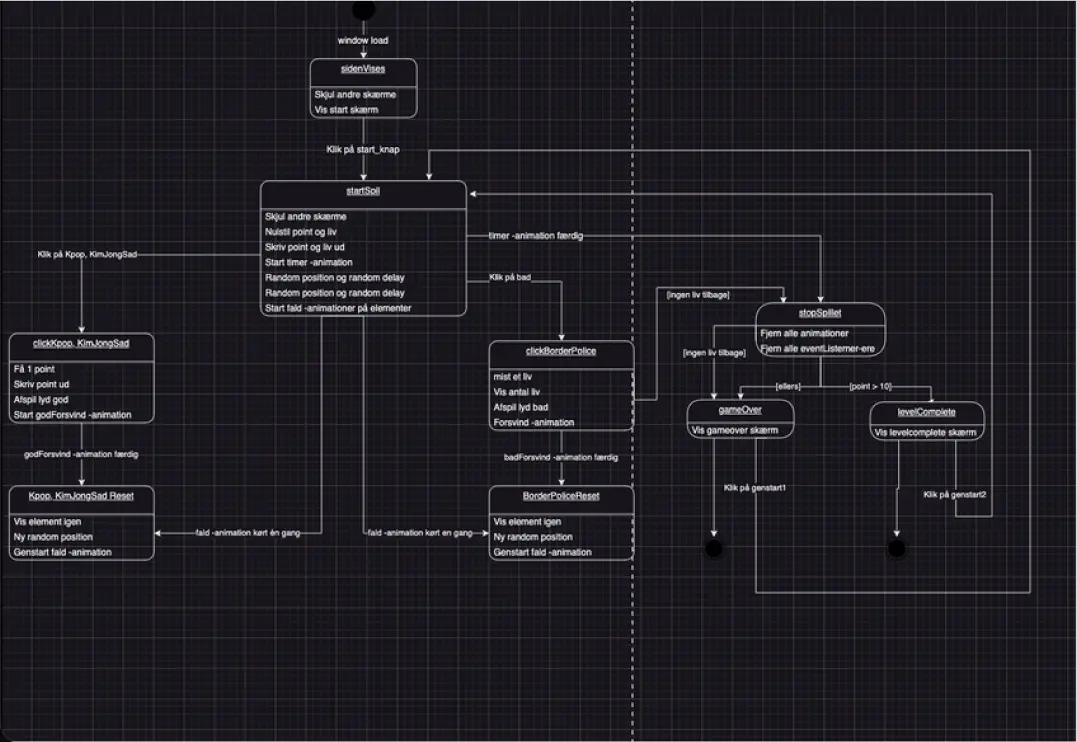 window load
sidenVises
Skjul andre skærme
Vis start skærm
Klik på start_knap
startSpil
Skjul andre skærme
Nulstil point og liv
Skriv point og liv ud
Start timer -animation
Random position og random delay
Random position og random delay
Start fald -animationer på elementer
Klik på Kpop, KimJongSad
timer -animation færdig
Klik på bad
[ingen liv tilbage]
clickKpop, KimJongSad
Få 1 point
Skriv point ud
Afspil lyd god
Start godForsvind -animation
clickBorderPolice
mist et liv
Vis antal liv
Afspil lyd bad
Forsvind -animation
stopSpillet
Fjern alle animationer
Fjern alle eventListerner-ere
[ingen liv tilbage]
[ellers]
[point > 10]
gameOver
Vis gameover skærm
levelComplete
Vis levelcomplete skærm
godForsvind -animation færdig
badForsvind -animation færdig
Klik på genstart1
Klik på genstart2
Kpop, KimJongSad Reset
Vis element igen
Ny random position
Genstart fald -animation
fald -animation kørt én gang
fald -animation kørt en gang
BorderPoliceReset
Vis element igen
Ny random position
Genstart fald -animation